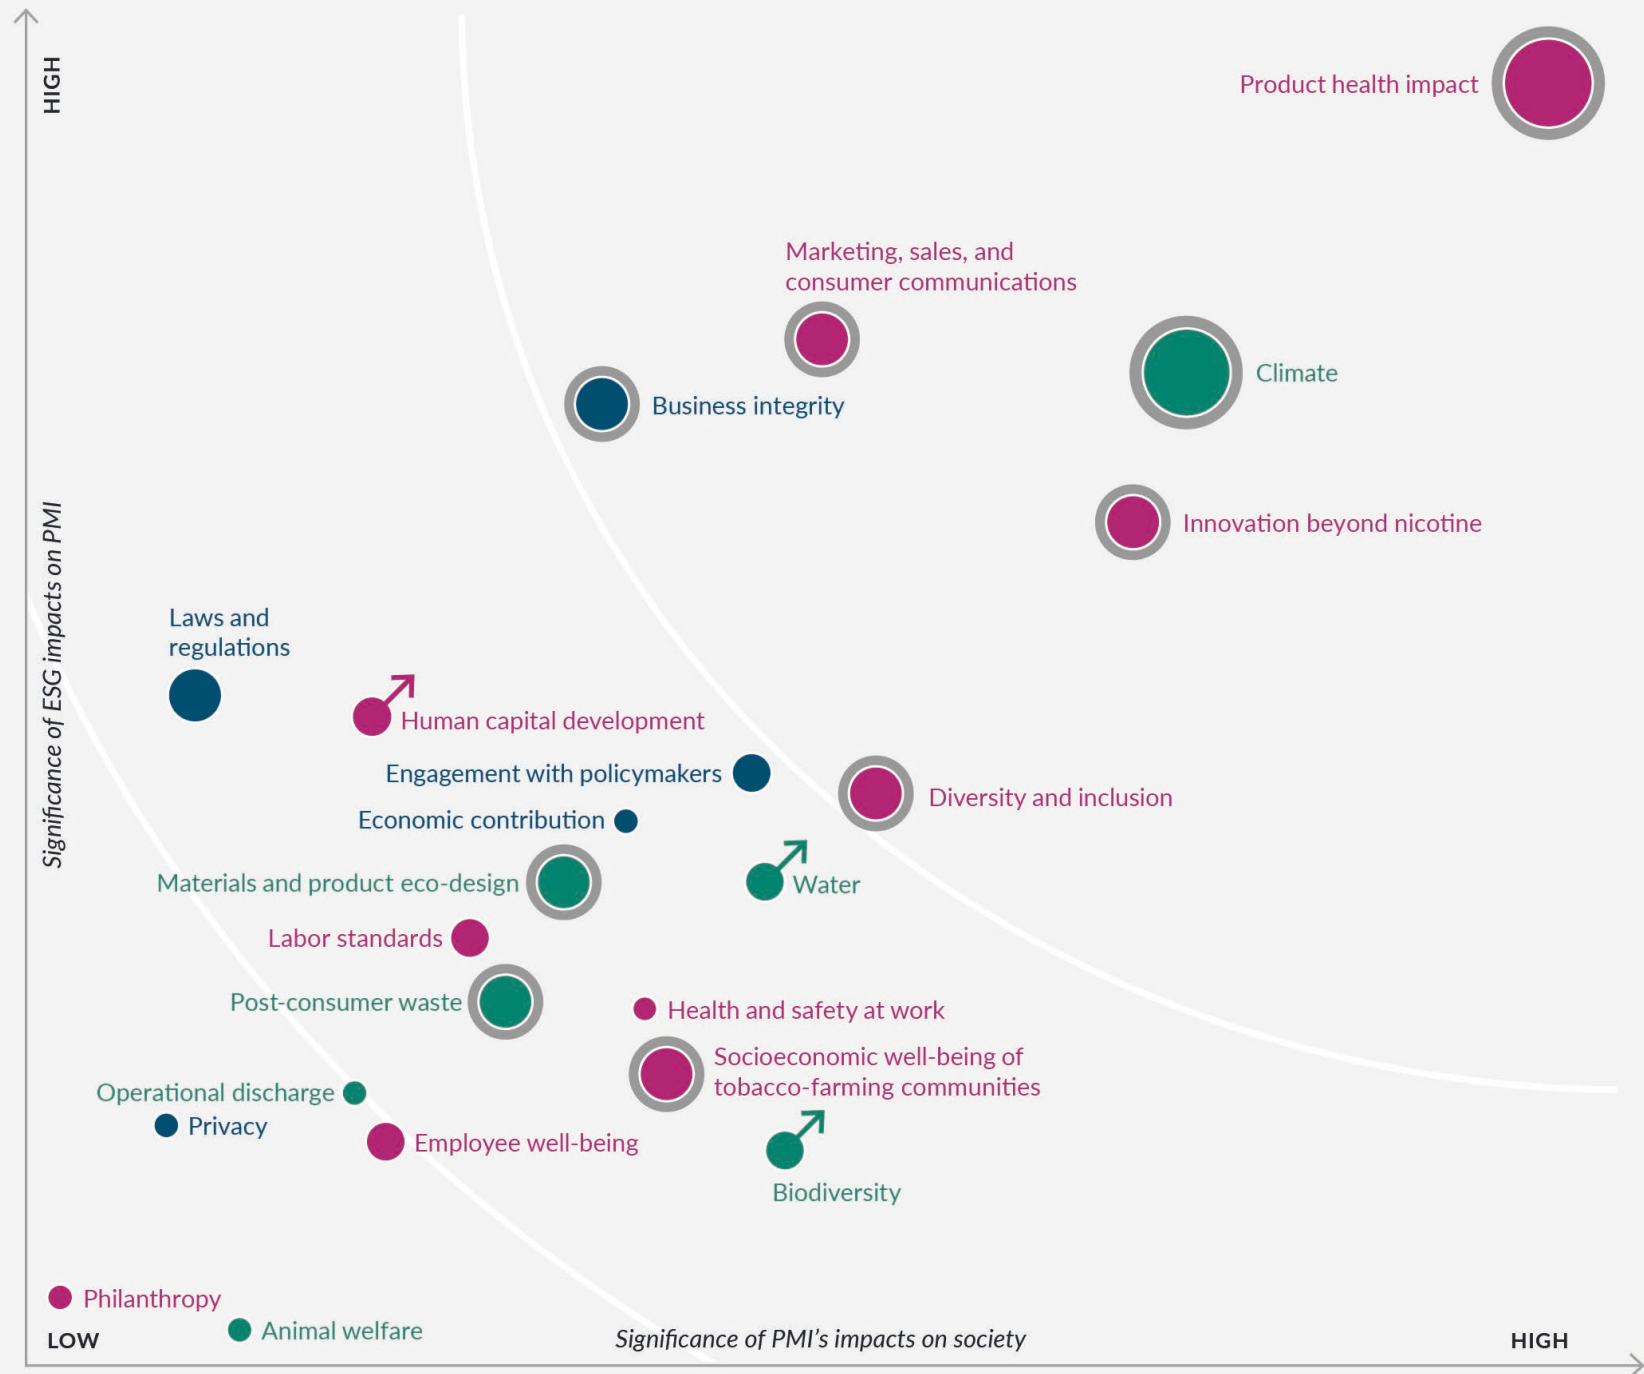 HIGH
Product health impact
Marketing, sales, and
consumer communications
Climate
Business integrity
Innovation beyond nicotine
Significance of ESG impacts on PMI
Laws and
regulations
Human capital development
Engagement with policymakers
Diversity and inclusion
Economic contribution
Materials and product eco-design
Water
Labor standards
Post-consumer waste
Health and safety at work
Socioeconomic well-being of
tobacco-farming communities
Operational discharge
Privacy
Employee well-being
Biodiversity
Philanthropy
Animal welfare
LOW
Significance of PMI’s impacts on society
HIGH